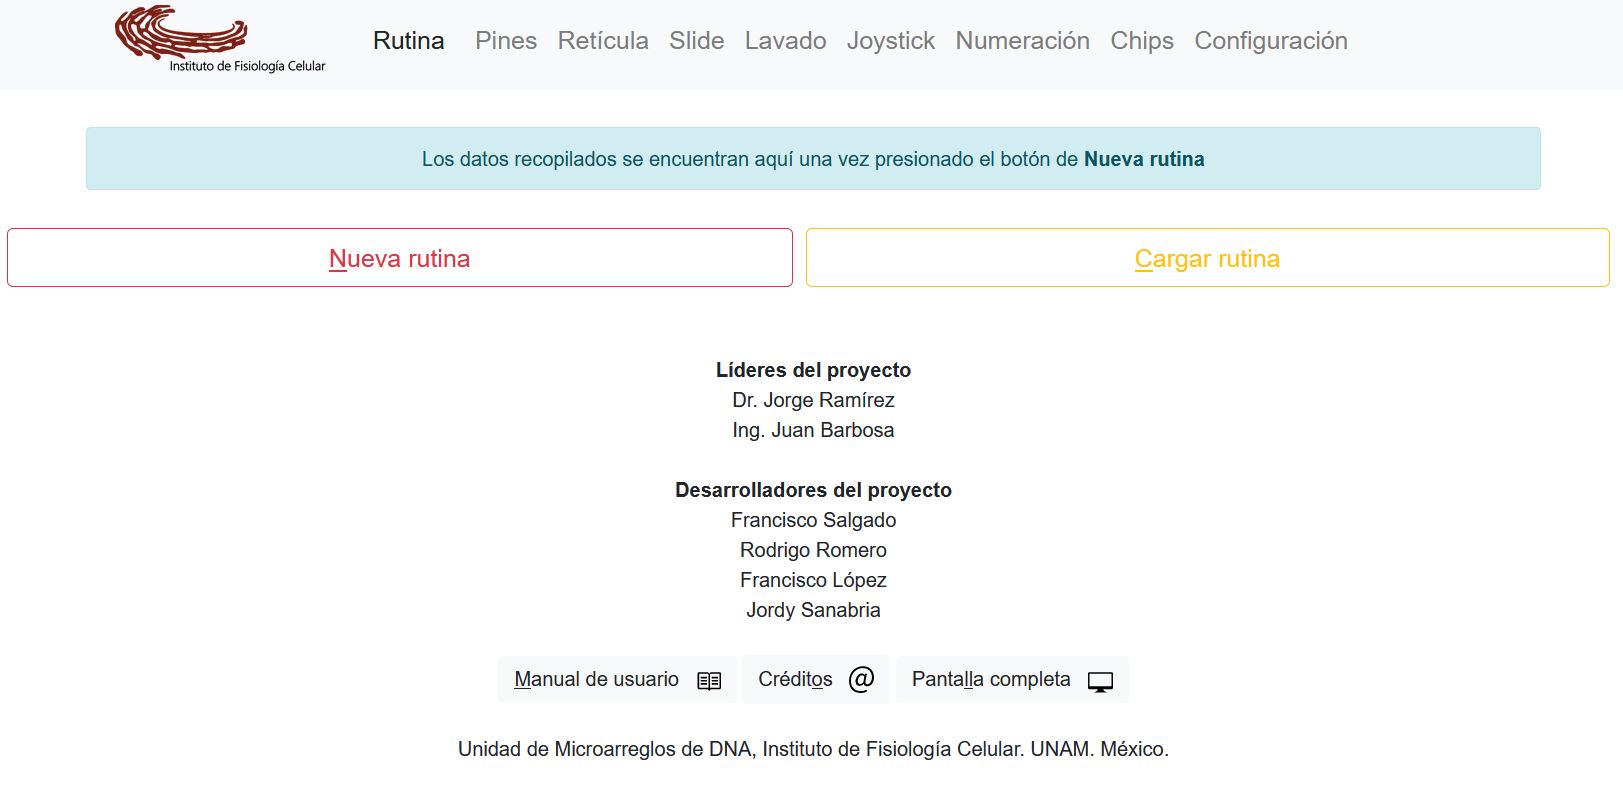 Instituto de Fisiología Celular
Rutina Pines Retícula Slide Lavado Joystick Numeración Chips Configuración
Los datos recopilados se encuentran aquí una vez presionado el botón de Nueva rutina
Nueva rutina Cargar rutina
Líderes del proyecto
Dr. Jorge Ramírez
Ing. Juan Barbosa
Desarrolladores del proyecto
Francisco Salgado
Rodrigo Romero
Francisco López
Jordy Sanabria
Manual de usuario Créditos @ Pantalla completa
Unidad de Microarreglos de DNA, Instituto de Fisiología Celular. UNAM. México.